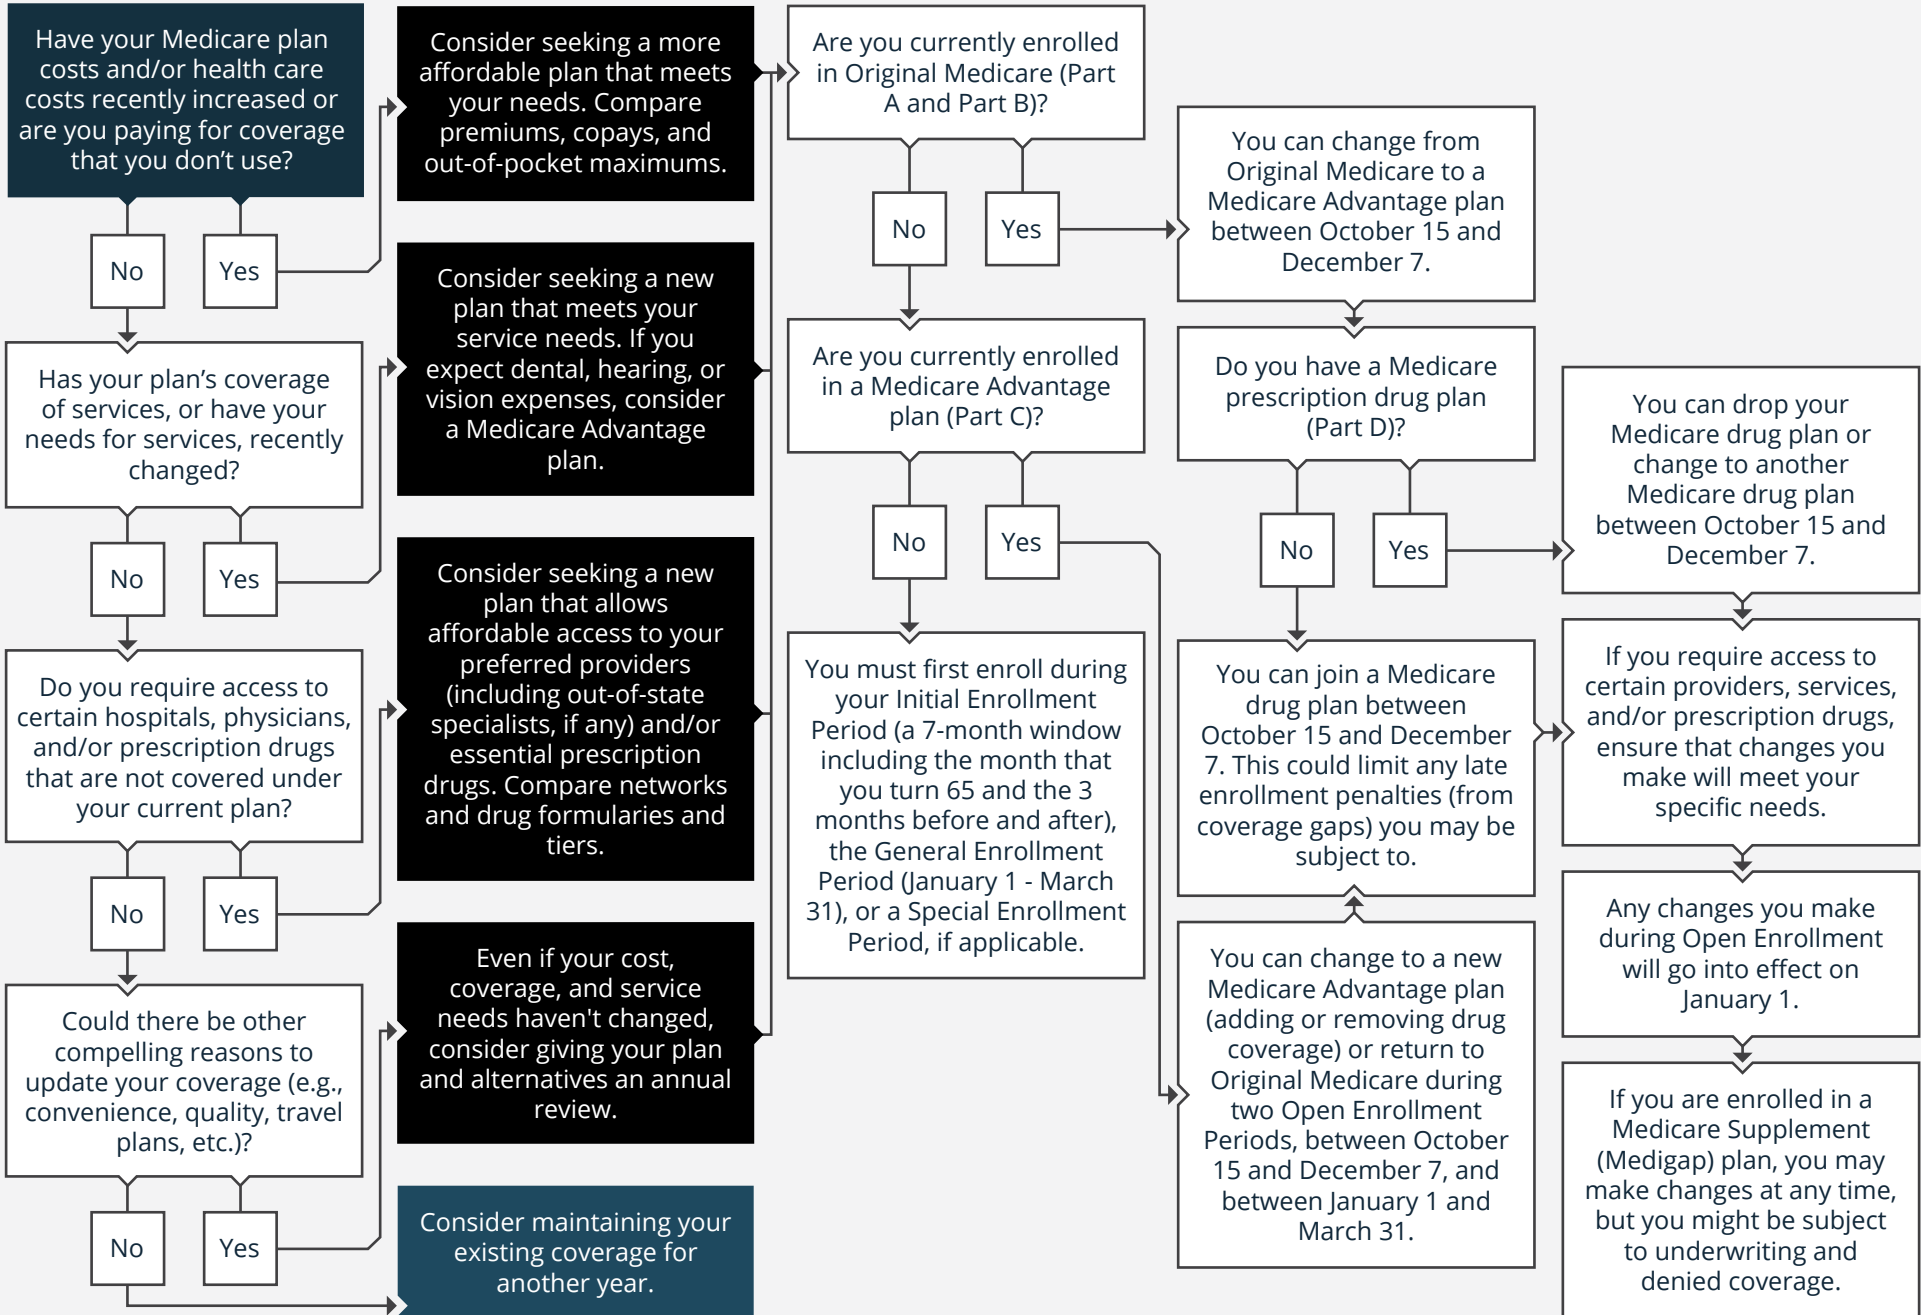 Have your Medicare plan
costs and/or health care
costs recently increased or
are you paying for coverage
that you don’t use?
No
Yes
Has your plan’s coverage
of services, or have your
needs for services, recently
changed?
No
Yes
Do you require access to
certain hospitals, physicians,
and/or prescription drugs
that are not covered under
your current plan?
No
Yes
Could there be other
compelling reasons to
update your coverage (e.g.,
convenience, quality, travel
plans, etc.)?
No
Yes
Consider seeking a more
affordable plan that meets
your needs. Compare
premiums, copays, and
out-of-pocket maximums.
Consider seeking a new
plan that meets your
service needs. If you
expect dental, hearing, or
vision expenses, consider
a Medicare Advantage
plan.
Consider seeking a new
plan that allows
affordable access to your
preferred providers
(including out-of-state
specialists, if any) and/or
essential prescription
drugs. Compare networks
and drug formularies and
tiers.
Even if your cost,
coverage, and service
needs haven't changed,
consider giving your plan
and alternatives an annual
review.
Consider maintaining your
existing coverage for
another year.
Are you currently enrolled
in Original Medicare (Part
A and Part B)?
No
Yes
Are you currently enrolled
in a Medicare Advantage
plan (Part C)?
No
Yes
You must first enroll during
your Initial Enrollment
Period (a 7-month window
including the month that
you turn 65 and the 3
months before and after),
the General Enrollment
Period (January 1 - March
31), or a Special Enrollment
Period, if applicable.
You can change from
Original Medicare to a
Medicare Advantage plan
between October 15 and
December 7.
Do you have a Medicare
prescription drug plan
(Part D)?
No
Yes
You can join a Medicare
drug plan between
October 15 and December
7. This could limit any late
enrollment penalties (from
coverage gaps) you may be
subject to.
You can change to a new
Medicare Advantage plan
(adding or removing drug
coverage) or return to
Original Medicare during
two Open Enrollment
Periods, between October
15 and December 7, and
between January 1 and
March 31.
You can drop your
Medicare drug plan or
change to another
Medicare drug plan
between October 15 and
December 7.
If you require access to
certain providers, services,
and/or prescription drugs,
ensure that changes you
make will meet your
specific needs.
Any changes you make
during Open Enrollment
will go into effect on
January 1.
If you are enrolled in a
Medicare Supplement
(Medigap) plan, you may
make changes at any time,
but you might be subject
to underwriting and
denied coverage.